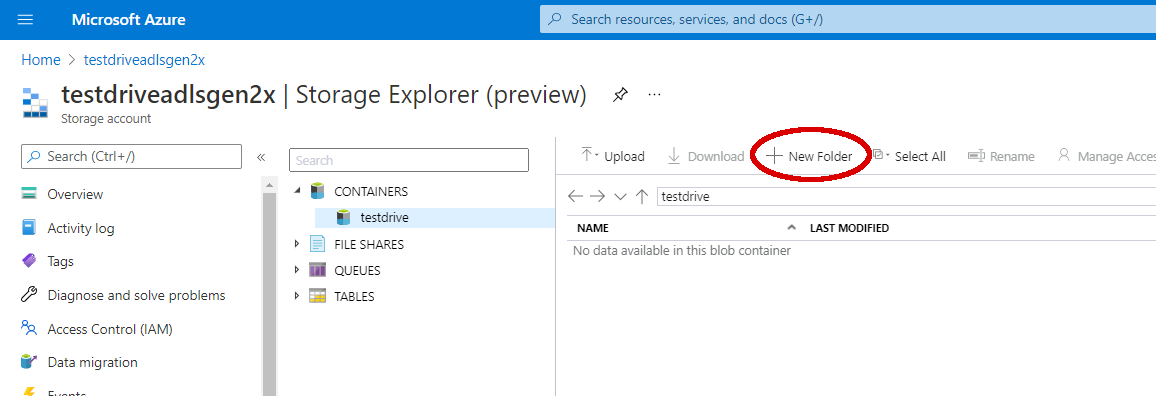 Microsoft Azure
Search resources, services, and docs (G+/)
Home > testdriveadlsgen2x
testdriveadlsgen2x | Storage Explorer (preview) ...
Storage account
Search (Ctrl+/) «
Overview
Activity log
Tags
Diagnose and solve problems
Access Control (IAM)
Data migration
Events
Search
CONTAINERS
testdrive
FILE SHARES
QUEUES
TABLES
Upload Download New Folder Select All Rename Manage Acces
testdrive
NAME LAST MODIFIED
No data available in this blob container